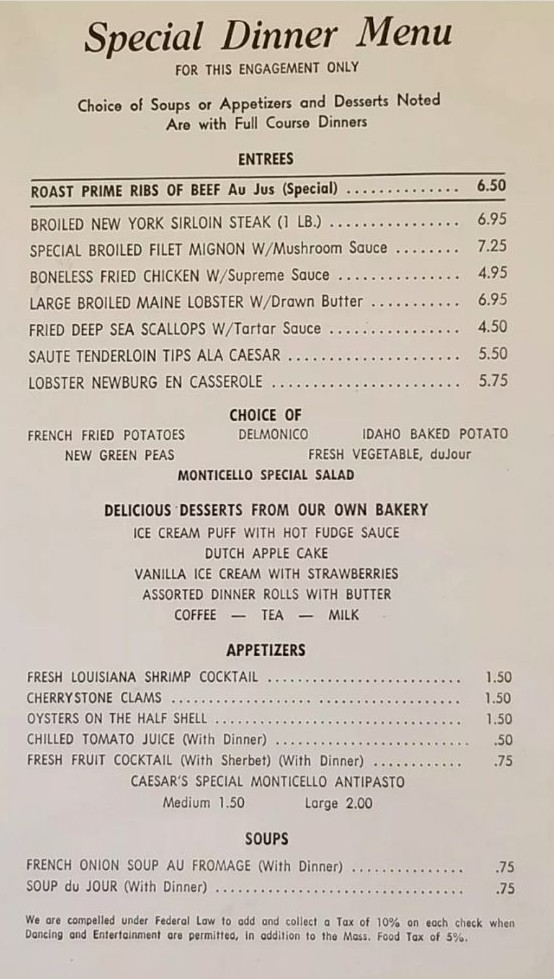 Special Dinner Menu
FOR THIS ENGAGEMENT ONLY
Choice of Soups or Appetizers and Desserts Noted
Are with Full Course Dinners
ENTREES
ROAST PRIME RIBS OF BEEF Au Jus (Special) .............. 6.50
BROILED NEW YORK SIRLOIN STEAK (1 LB.) ................ 6.95
SPECIAL BROILED FILET MIGNON W/Mushroom Sauce ........ 7.25
BONELESS FRIED CHICKEN W/Supreme Sauce ............... 4.95
LARGE BROILED MAINE LOBSTER W/Drawn Butter ........... 6.95
FRIED DEEP SEA SCALLOPS W/Tartar Sauce ................ 4.50
SAUTE TENDERLOIN TIPS ALA CAESAR ..................... 5.50
LOBSTER NEWBURG EN CASSEROLE ....................... 5.75
CHOICE OF
FRENCH FRIED POTATOES DELMONICO IDAHO BAKED POTATO
NEW GREEN PEAS FRESH VEGETABLE, duJour
MONTICELLO SPECIAL SALAD
DELICIOUS DESSERTS FROM OUR OWN BAKERY
ICE CREAM PUFF WITH HOT FUDGE SAUCE
DUTCH APPLE CAKE
VANILLA ICE CREAM WITH STRAWBERRIES
ASSORTED DINNER ROLLS WITH BUTTER
COFFEE — TEA — MILK
APPETIZERS
FRESH LOUISIANA SHRIMP COCKTAIL ........................ 1.50
CHERRYSTONE CLAMS ................................... 1.50
OYSTERS ON THE HALF SHELL .............................. 1.50
CHILLED TOMATO JUICE (With Dinner) ........................ .50
FRESH FRUIT COCKTAIL (With Sherbet) (With Dinner) ........... .75
CAESAR'S SPECIAL MONTICELLO ANTIPASTO
Medium 1.50 Large 2.00
SOUPS
FRENCH ONION SOUP AU FROMAGE (With Dinner) .............. .75
SOUP du JOUR (With Dinner) ............................... .75
We are compelled under Federal Law to add and collect a Tax of 10% on each check when
Dancing and Entertainment are permitted, in addition to the Mass. Food Tax of 5%.